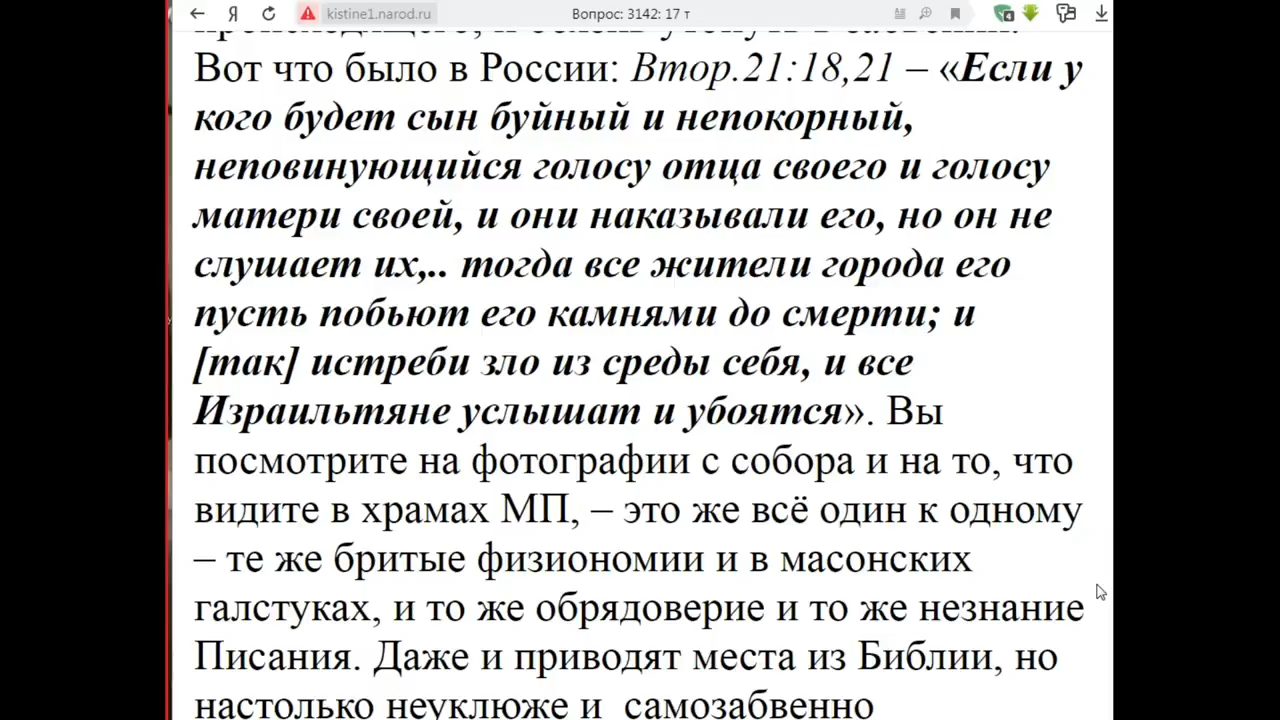 Я kistine1.narod.ru Вопрос: 3142: 17 т 4
Вот что было в России: Втор.21:18,21 – «Если у
кого будет сын буйный и непокорный,
неповинующийся голосу отца своего и голосу
матери своей, и они наказывали его, но он не
слушает их,.. тогда все жители города его
пусть побьют его камнями до смерти; и
[так] истреби зло из среды себя, и все
Израильтяне услышат и убоятся». Вы
посмотрите на фотографии с собора и на то, что
видите в храмах МП, – это же всё один к одному
– те же бритые физиономии и в масонских
галстуках, и то же обрядоверие и то же незнание
Писания. Даже и приводят места из Библии, но
настолько неуклюже и самозабвенно